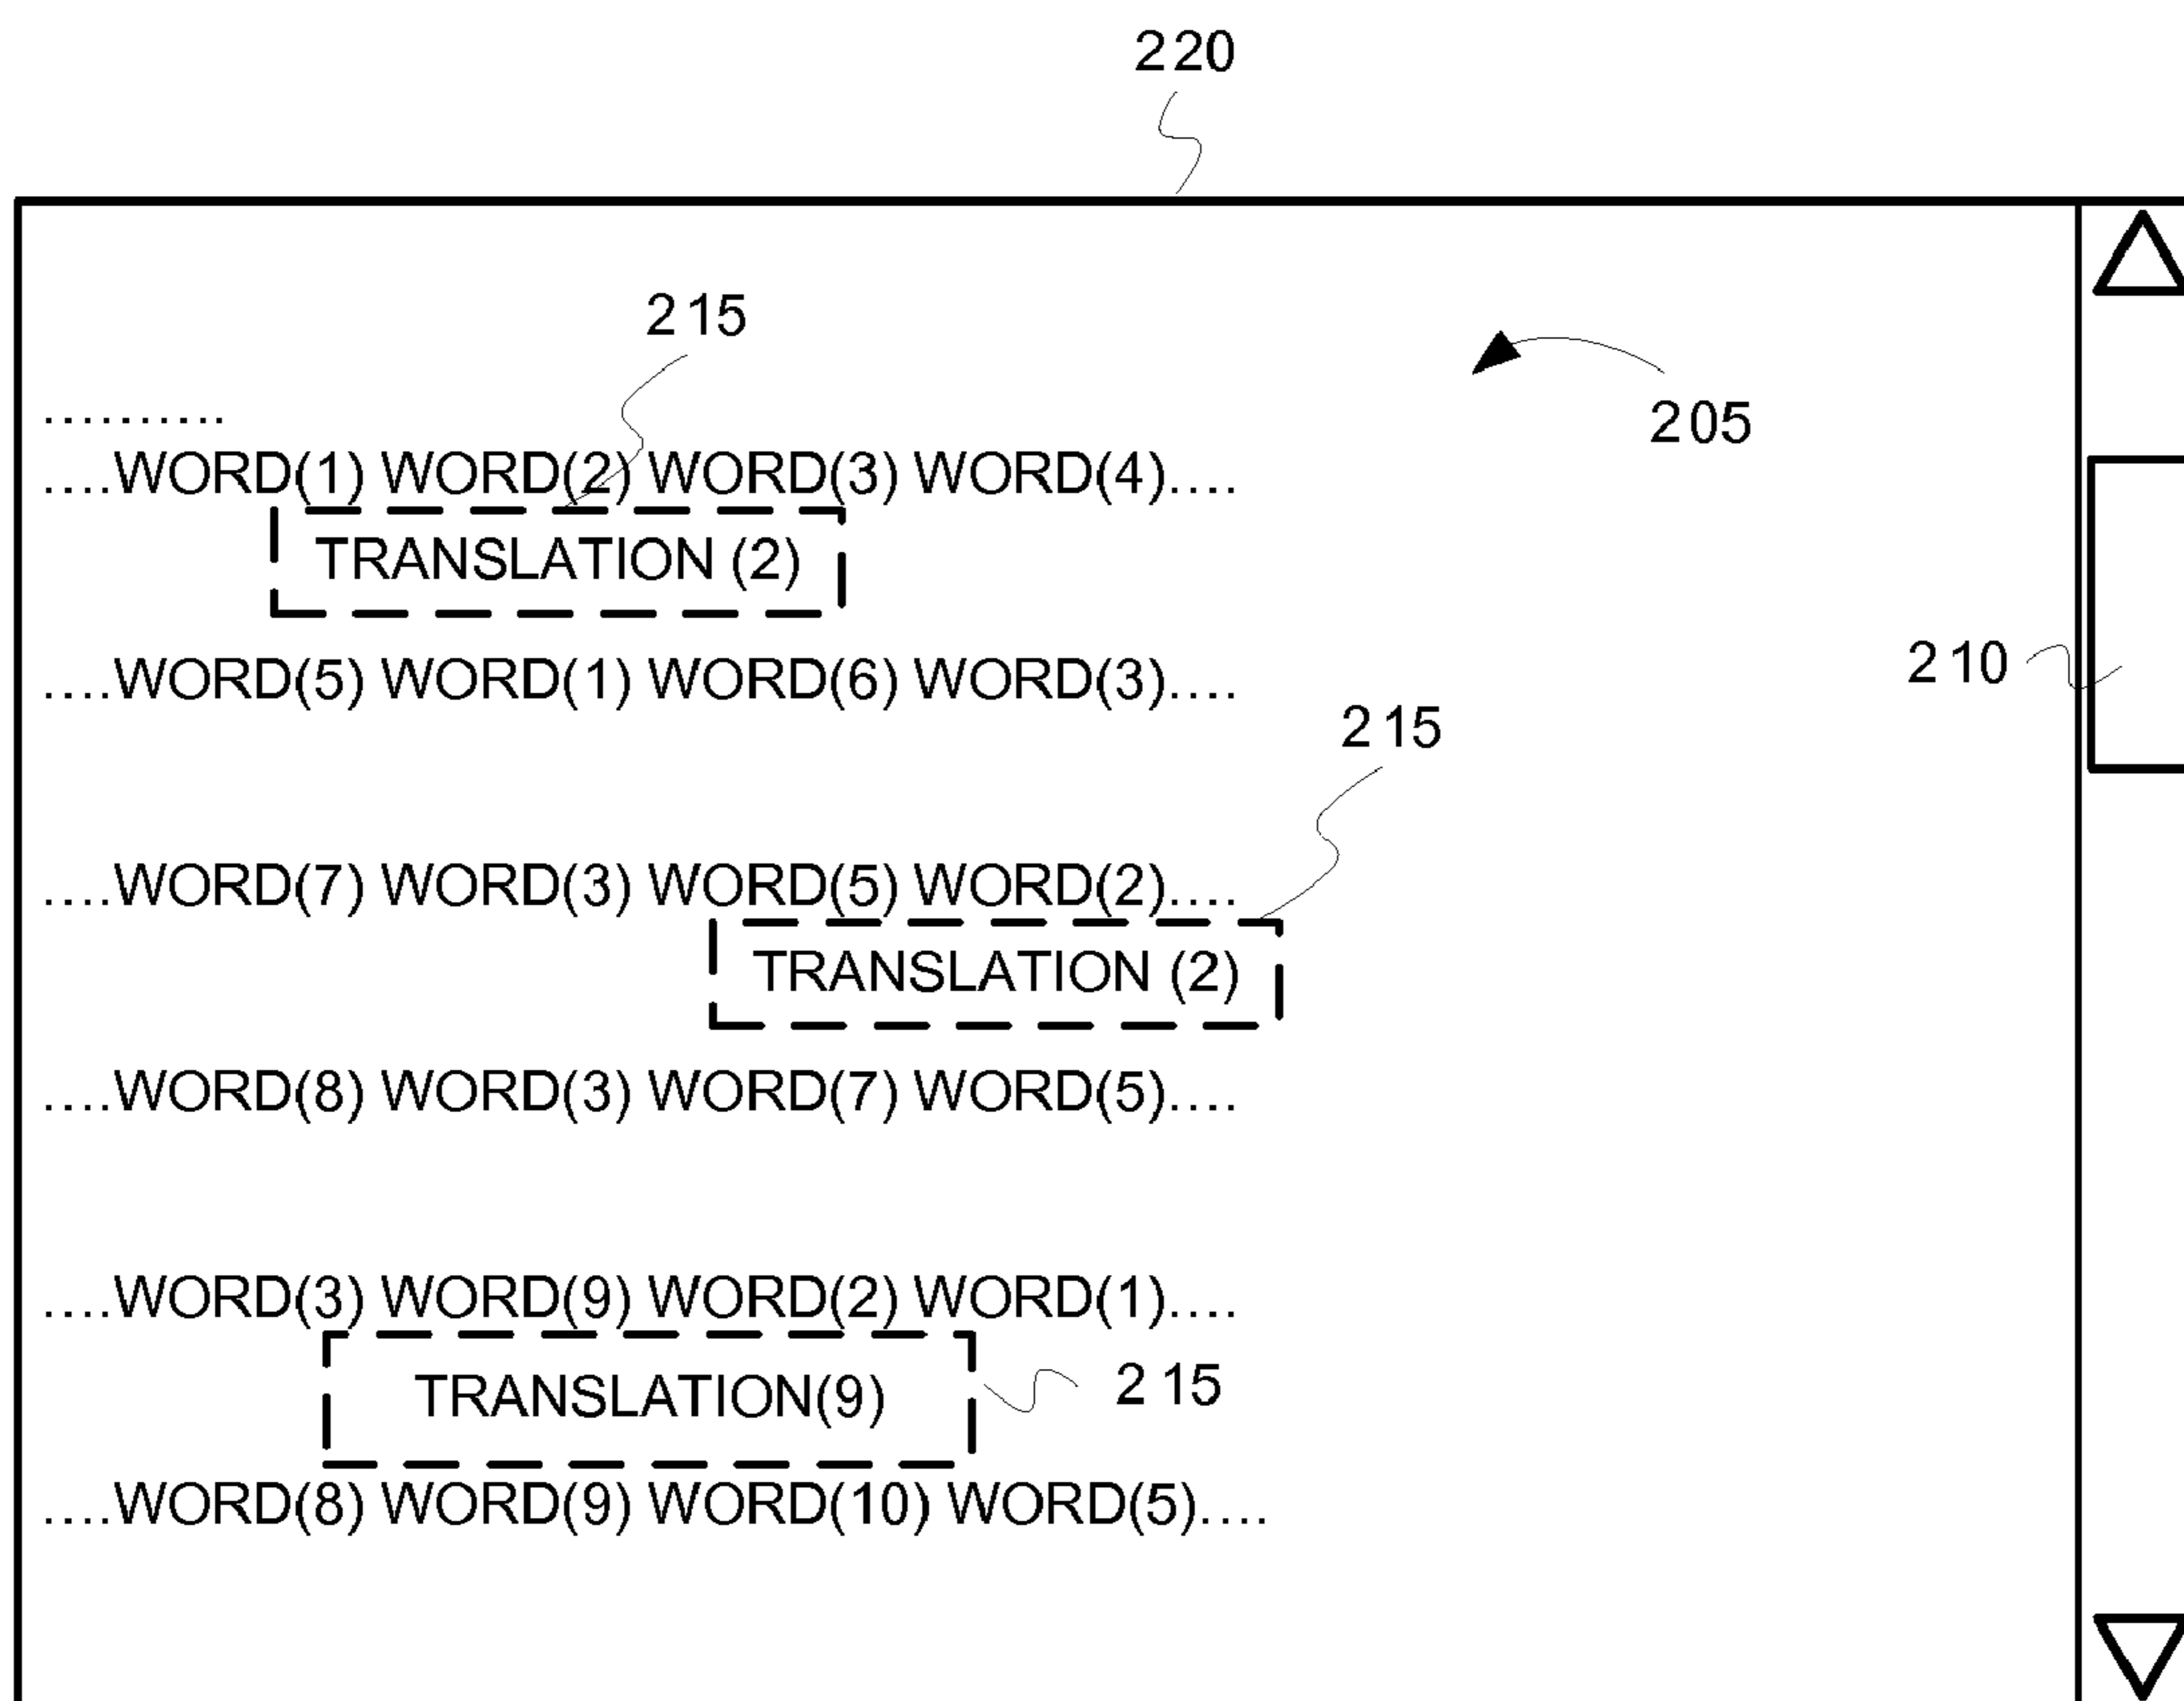 220
215
205
..........
....WORD(1) WORD(2) WORD(3) WORD(4)....
TRANSLATION (2)
210
....WORD(5) WORD(1) WORD(6) WORD(3)....
215
....WORD(7) WORD(3) WORD(5) WORD(2)....
TRANSLATION (2)
....WORD(8) WORD(3) WORD(7) WORD(5)....
....WORD(3) WORD(9) WORD(2) WORD(1)....
TRANSLATION(9) 215
....WORD(8) WORD(9) WORD(10) WORD(5)....